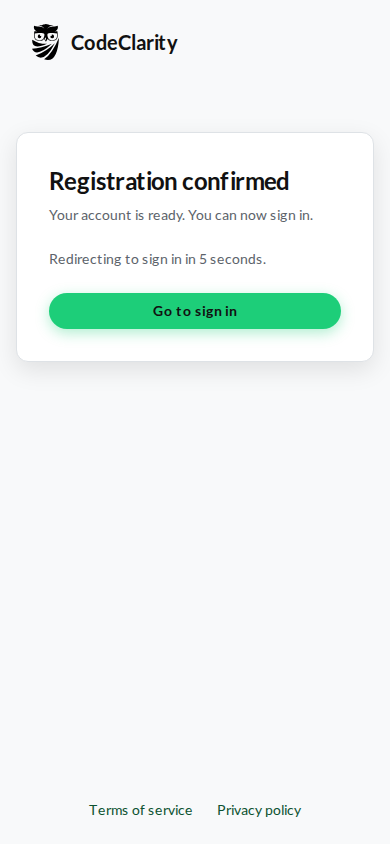 CodeClarity
Registration confirmed
Your account is ready. You can now sign in.
Redirecting to sign in in 5 seconds.
Go to sign in
Terms of service
Privacy policy